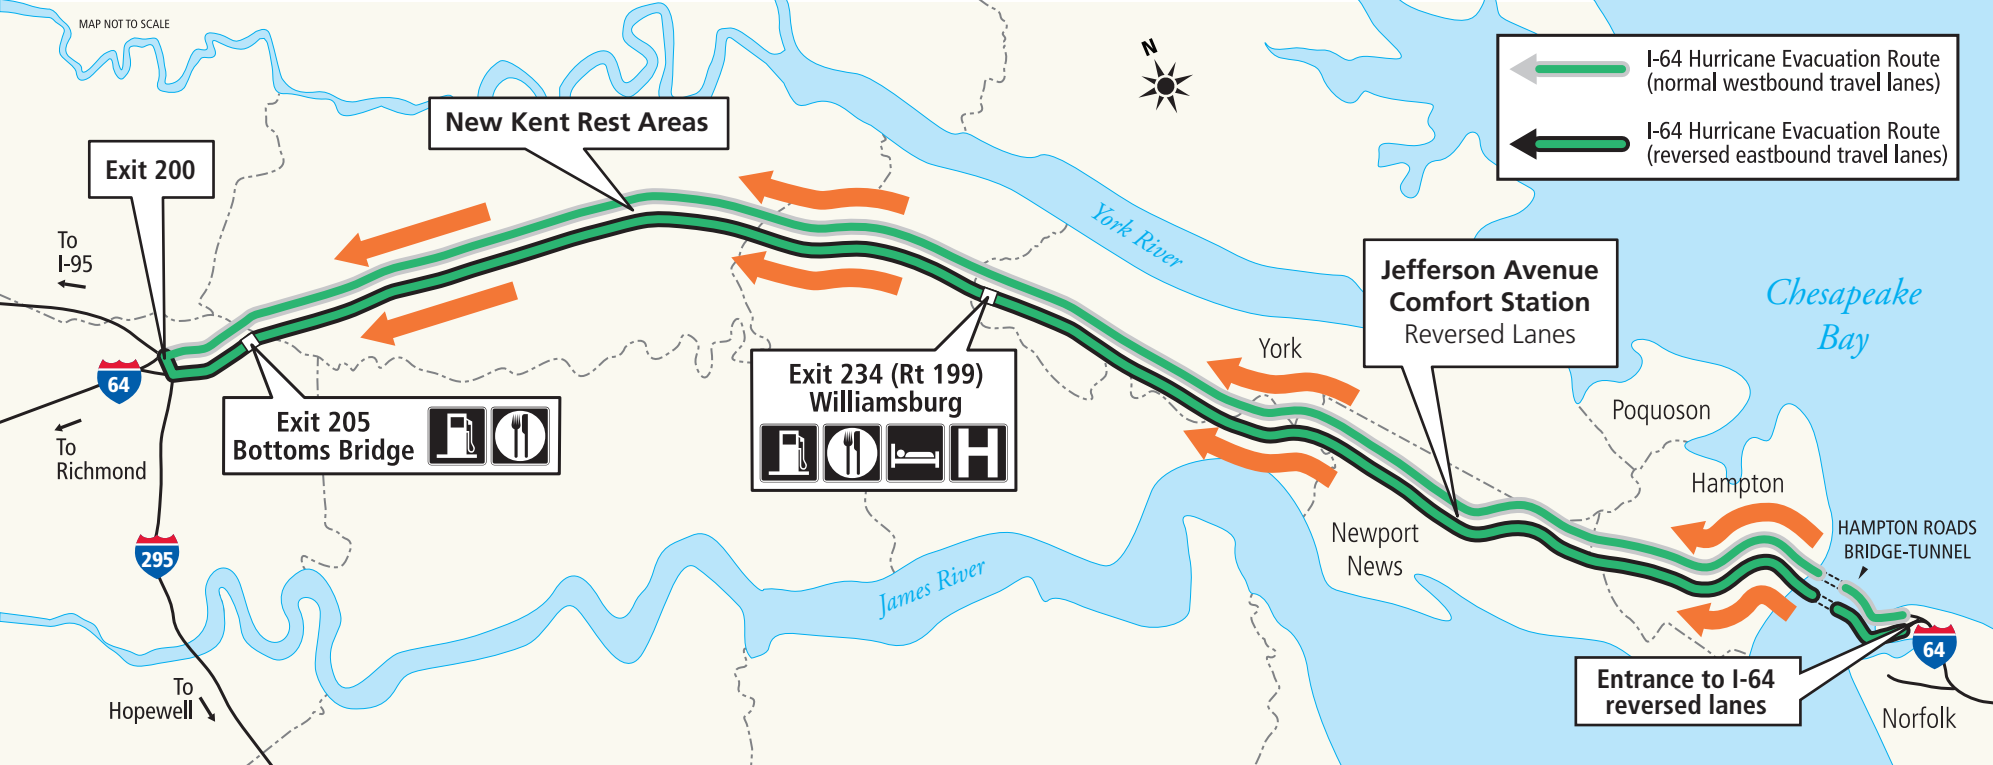 MAP NOT TO SCALE
N
I-64 Hurricane Evacuation Route
(normal westbound travel lanes)
I-64 Hurricane Evacuation Route
(reversed eastbound travel lanes)
New Kent Rest Areas
Exit 200
To
I-95
64
To
Richmond
Exit 205
Bottoms Bridge
295
To
Hopewell
Exit 234 (Rt 199)
Williamsburg
H
York River
James River
Jefferson Avenue
Comfort Station
Reversed Lanes
Chesapeake
Bay
York
Poquoson
Hampton
Newport
News
HAMPTON ROADS
BRIDGE-TUNNEL
64
Entrance to I-64
reversed lanes
Norfolk